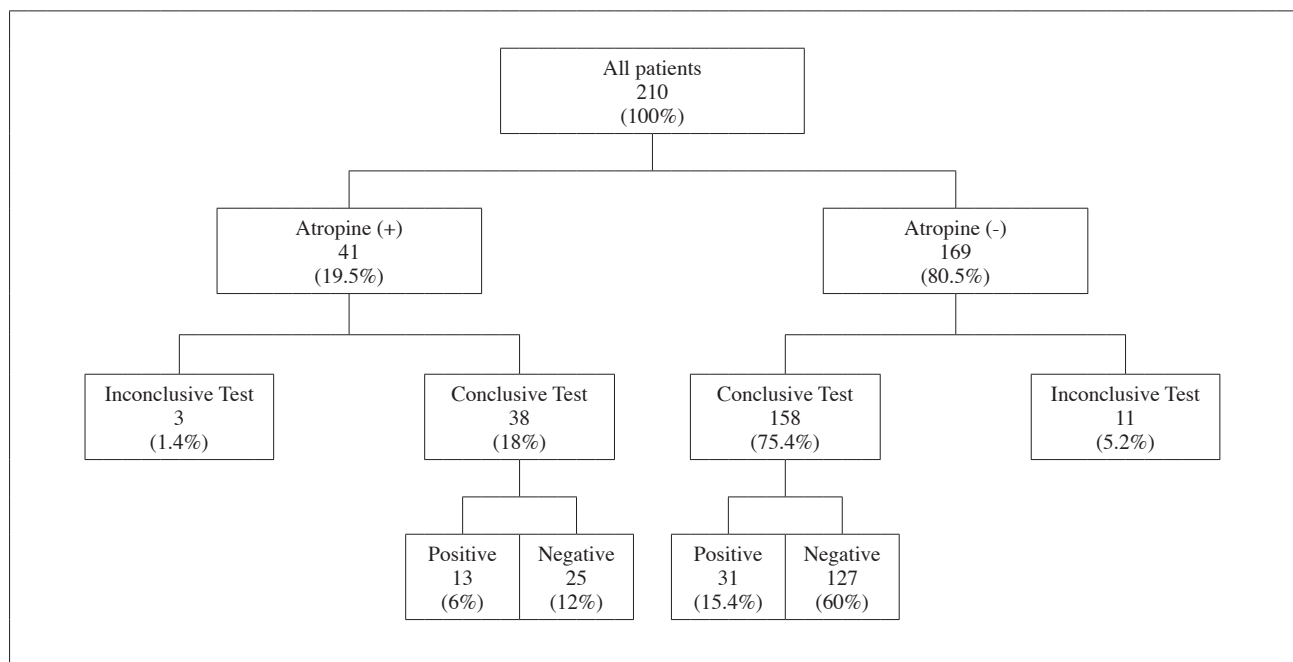 All patients
210
(100%)
Atropine (+)
41
(19.5%)
Atropine (-)
169
(80.5%)
Inconclusive Test
3
(1.4%)
Conclusive Test
38
(18%)
Conclusive Test
158
(75.4%)
Inconclusive Test
11
(5.2%)
Positive
13
(6%)
Negative
25
(12%)
Positive
31
(15.4%)
Negative
127
(60%)